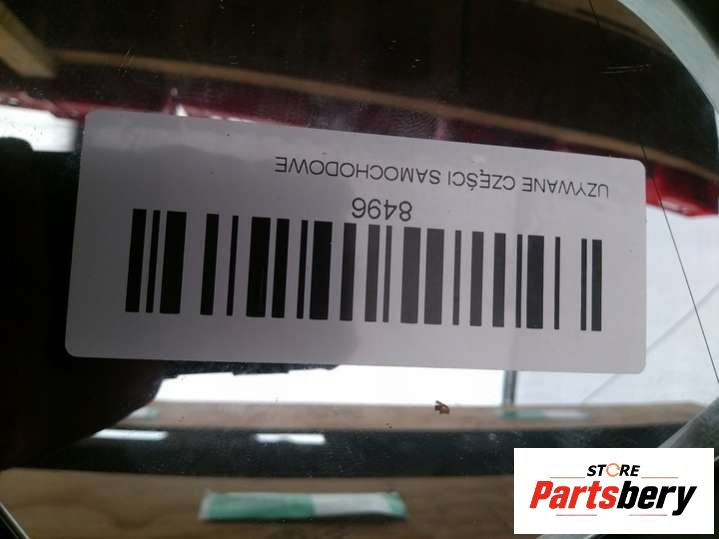 UZYWANE CZĘŚCI SAMOCHODOWE
8496
STORE
Partsbery